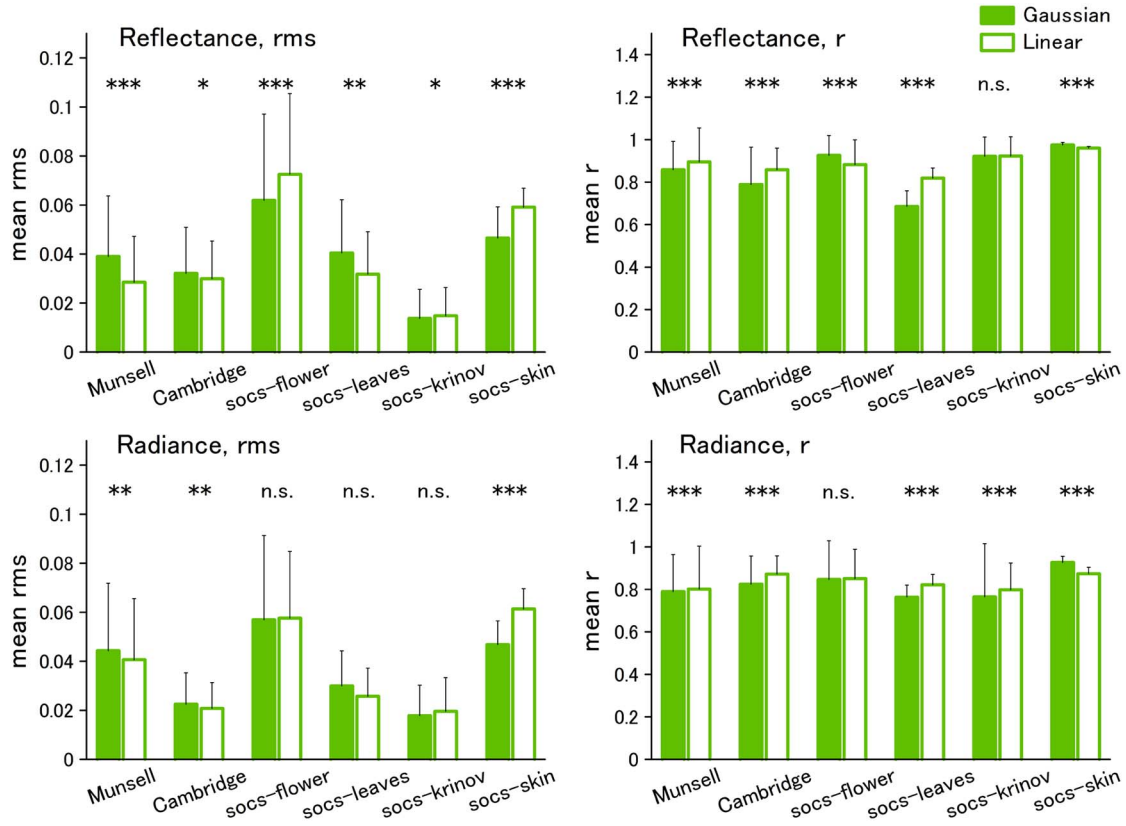 Reflectance, rms
0.12
0.1
0.08
0.06
0.04
0.02
0
mean rms
*** * *** ** * ***
Munsell Cambridge socs-flower socs-leaves socs-krinov socs-skin
Reflectance, r
Gaussian
Linear
1.4
1.2
1
0.8
0.6
0.4
0.2
0
mean r
*** *** *** *** n.s. ***
Munsell Cambridge socs-flower socs-leaves socs-krinov socs-skin
Radiance, rms
0.12
0.1
0.08
0.06
0.04
0.02
0
mean rms
** ** n.s. n.s. n.s. ***
Munsell Cambridge socs-flower socs-leaves socs-krinov socs-skin
Radiance, r
1.4
1.2
1
0.8
0.6
0.4
0.2
0
mean r
*** *** n.s. *** *** ***
Munsell Cambridge socs-flower socs-leaves socs-krinov socs-skin